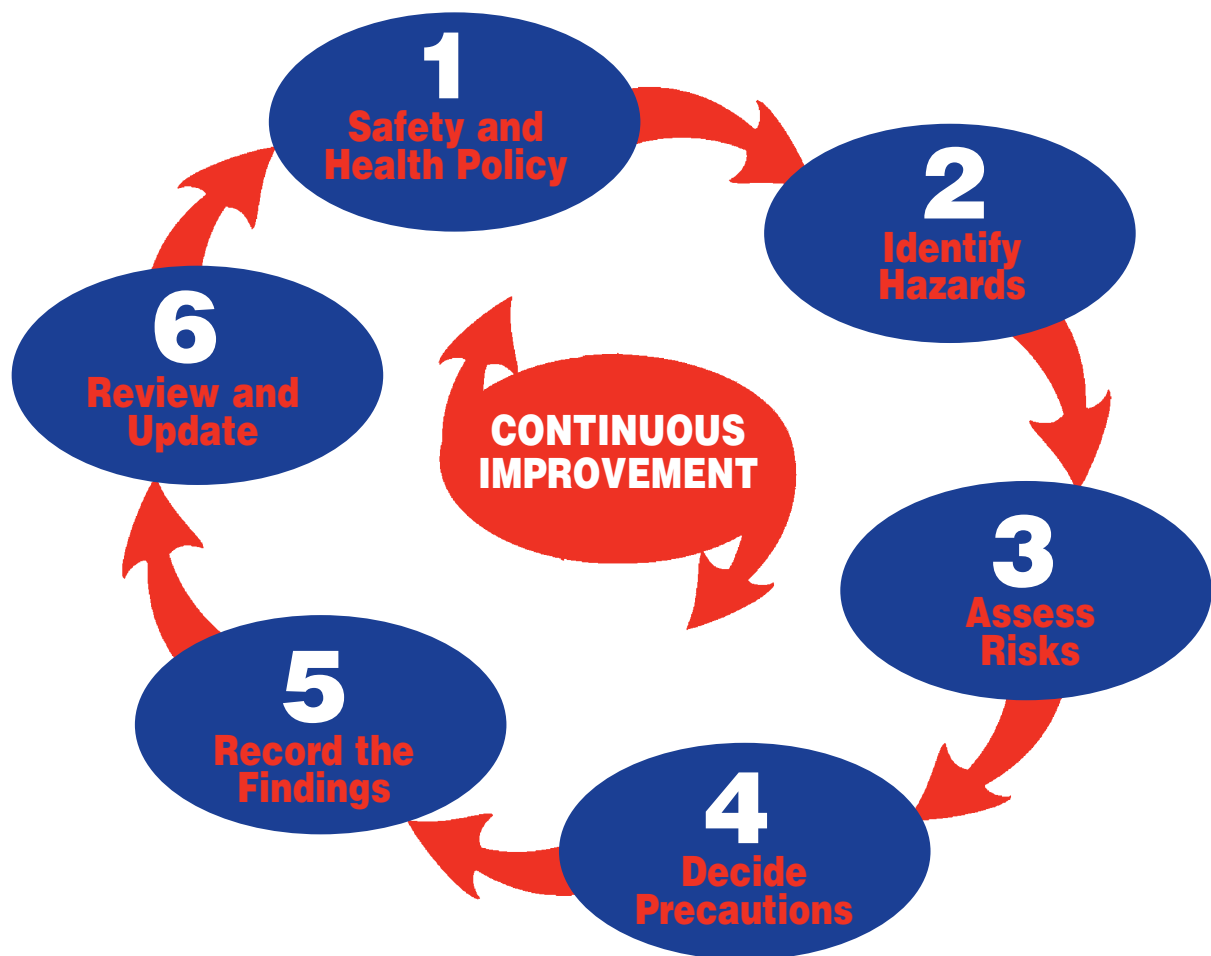 1
Safety and
Health Policy
2
Identify
Hazards
3
Assess
Risks
4
Decide
Precautions
5
Record the
Findings
6
Review and
Update
CONTINUOUS
IMPROVEMENT